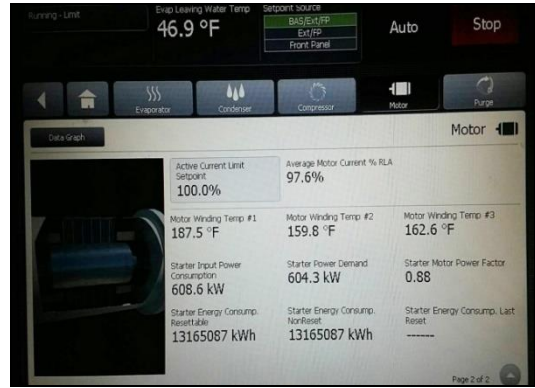 Running - Limit
Evap Leaving Water Temp
46.9 °F
Setpoint Source
BAS/Ext/FP
Ext/FP
Front Panel
Auto
Stop
Evaporator
Condenser
Compressor
Motor
Purge
Data Graph
Motor
Active Current Limit
Setpoint
100.0%
Average Motor Current % RLA
97.6%
Motor Winding Temp #1
187.5 °F
Motor Winding Temp #2
159.8 °F
Motor Winding Temp #3
162.6 °F
Starter Input Power
Consumption
608.6 kW
Starter Power Demand
604.3 kW
Starter Motor Power Factor
0.88
Starter Energy Consump.
Resettable
13165087 kWh
Starter Energy Consump.
NonReset
13165087 kWh
Starter Energy Consump. Last
Reset
------
Page 2 of 2